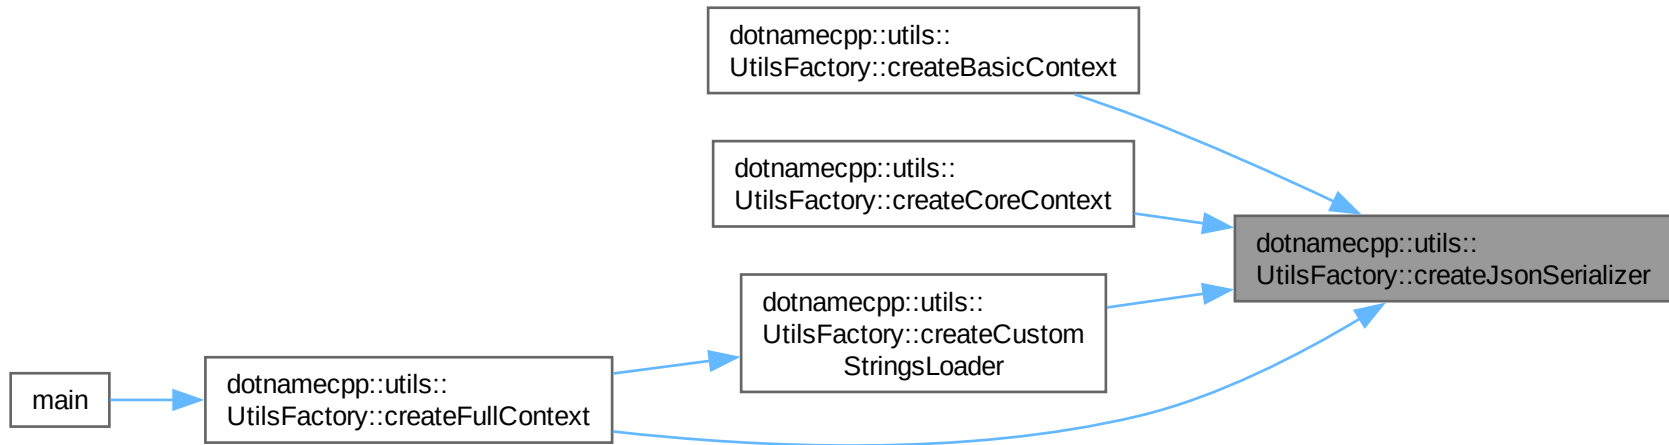 dotnamecpp::utils::
UtilsFactory::createBasicContext
dotnamecpp::utils::
UtilsFactory::createCoreContext
dotnamecpp::utils::
UtilsFactory::createJsonSerializer
dotnamecpp::utils::
UtilsFactory::createCustom
StringsLoader
dotnamecpp::utils::
UtilsFactory::createFullContext
main